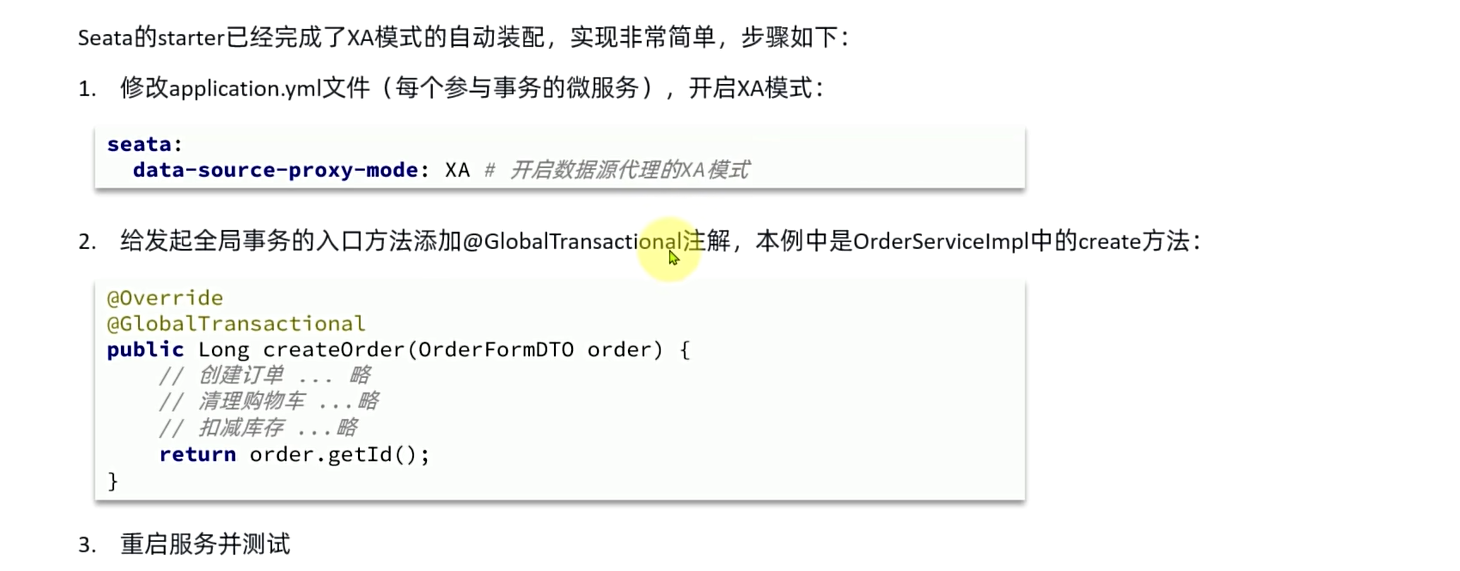 Seata的starter已经完成了XA模式的自动装配，实现非常简单，步骤如下：
1. 修改application.yml文件（每个参与事务的微服务），开启XA模式：
seata:
  data-source-proxy-mode: XA # 开启数据源代理的XA模式
2. 给发起全局事务的入口方法添加@GlobalTransactional注解，本例中是OrderServiceImpl中的create方法：
@Override
@GlobalTransactional
public Long createOrder(OrderFormDTO order) {
    // 创建订单 ... 略
    // 清理购物车 ...略
    // 扣减库存 ...略
    return order.getId();
}
3. 重启服务并测试